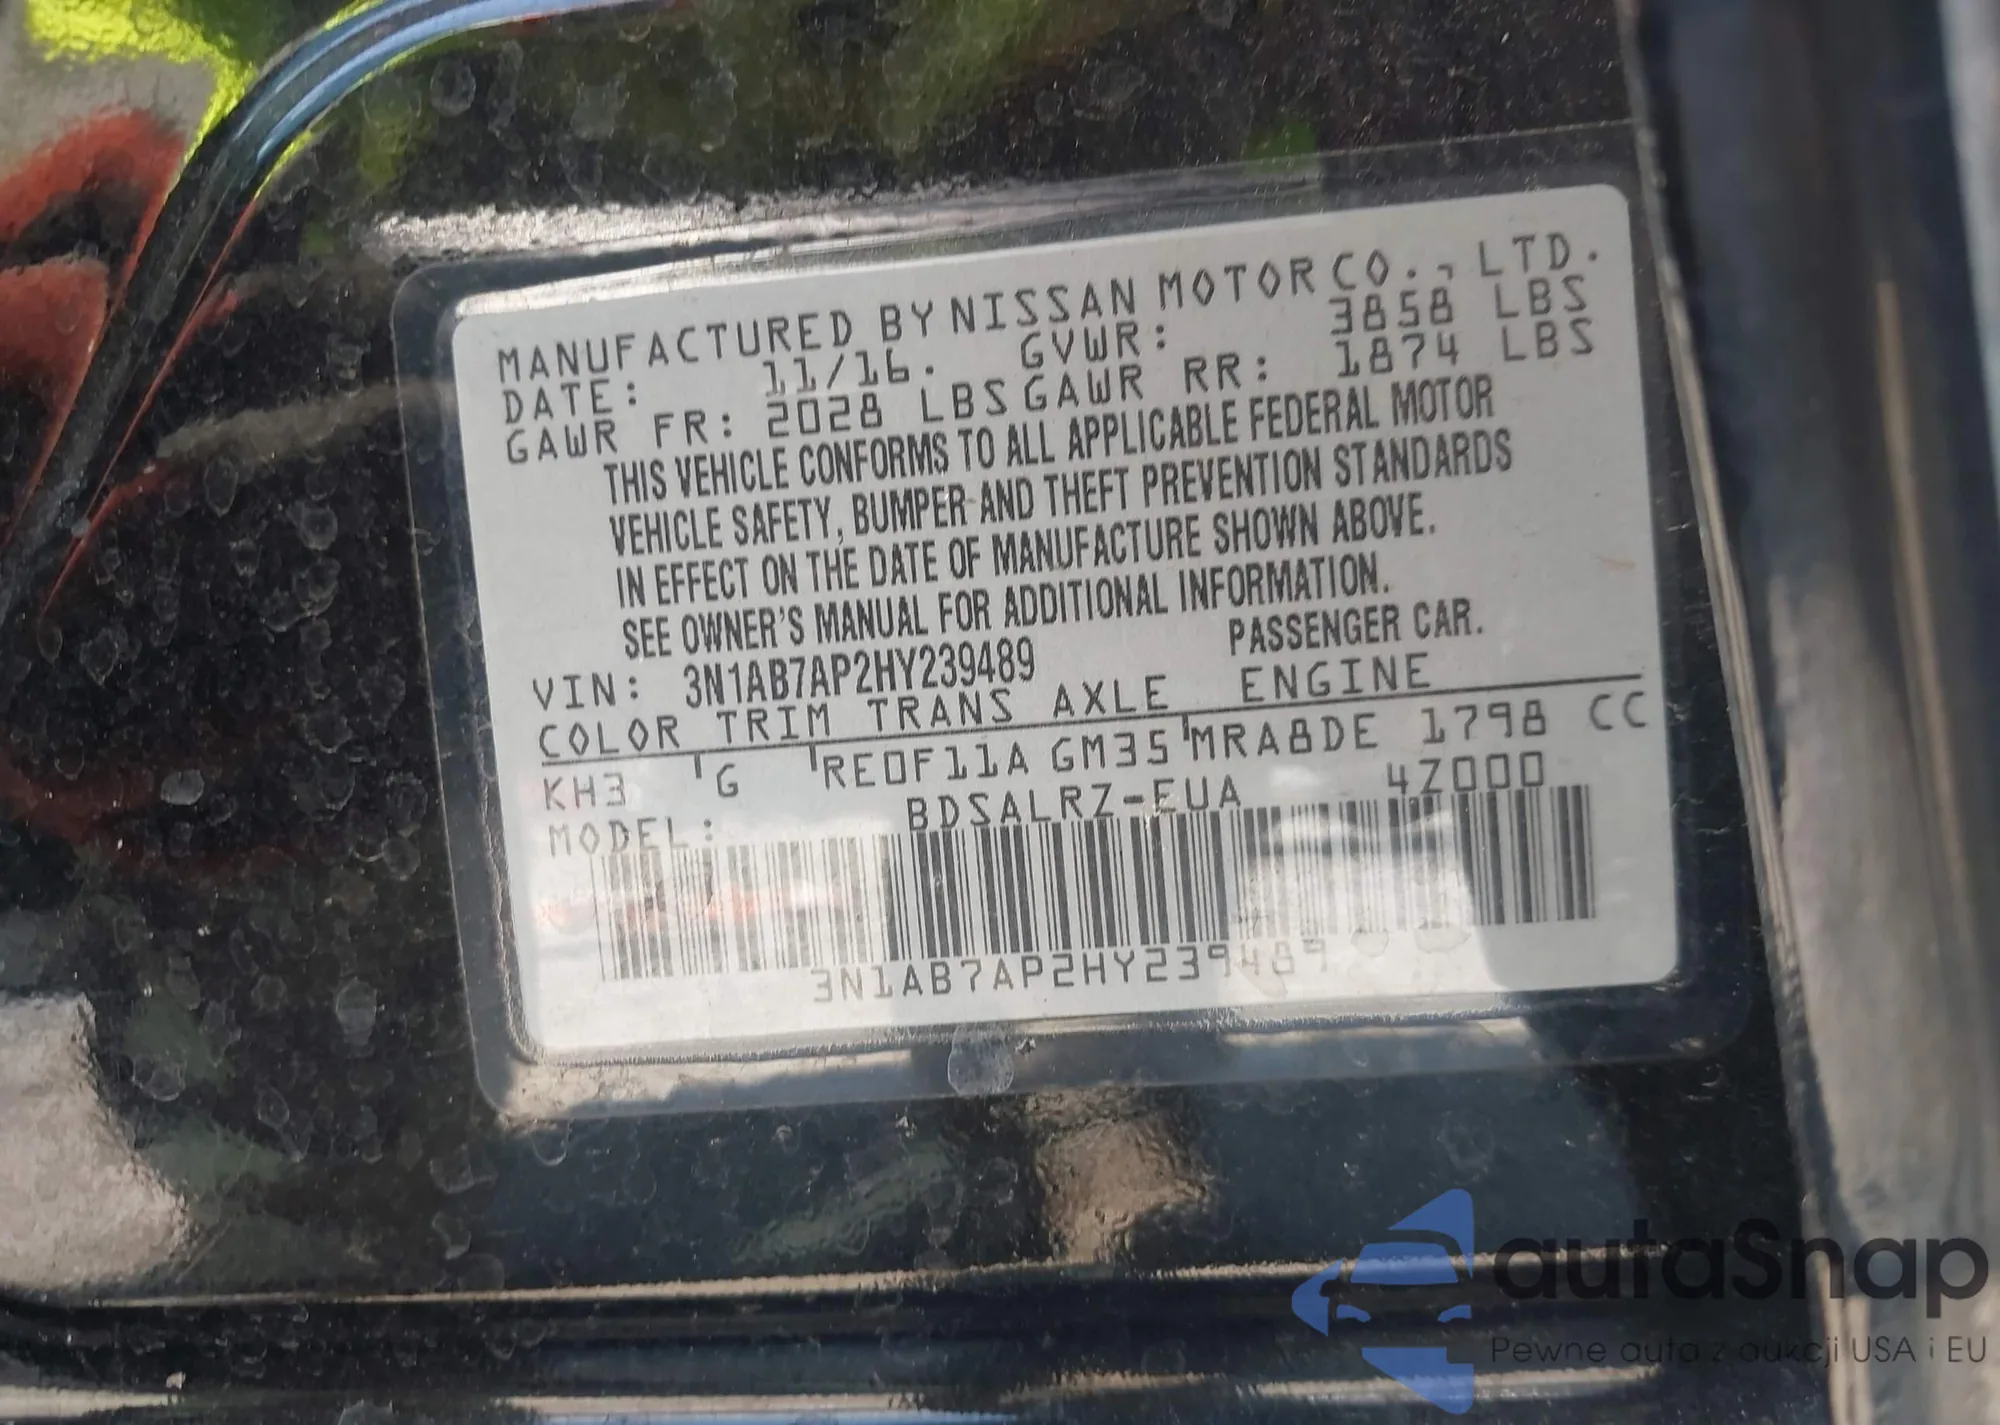 MANUFACTURED BY NISSAN MOTOR CO., LTD.
DATE: 11/16. GVWR: 3858 LBS
GAWR FR: 2028 LBS GAWR RR: 1874 LBS
THIS VEHICLE CONFORMS TO ALL APPLICABLE FEDERAL MOTOR
VEHICLE SAFETY, BUMPER AND THEFT PREVENTION STANDARDS
IN EFFECT ON THE DATE OF MANUFACTURE SHOWN ABOVE.
SEE OWNER'S MANUAL FOR ADDITIONAL INFORMATION.
VIN: 3N1AB7AP2HY239489 PASSENGER CAR.
COLOR TRIM TRANS AXLE ENGINE
KH3 G RE0F11A GM35 MRA8DE 1798 CC
MODEL: BDSALRZ-EUA 4Z000
3N1AB7AP2HY239489
autaSnap
Pewne auta z aukcji USA i EU